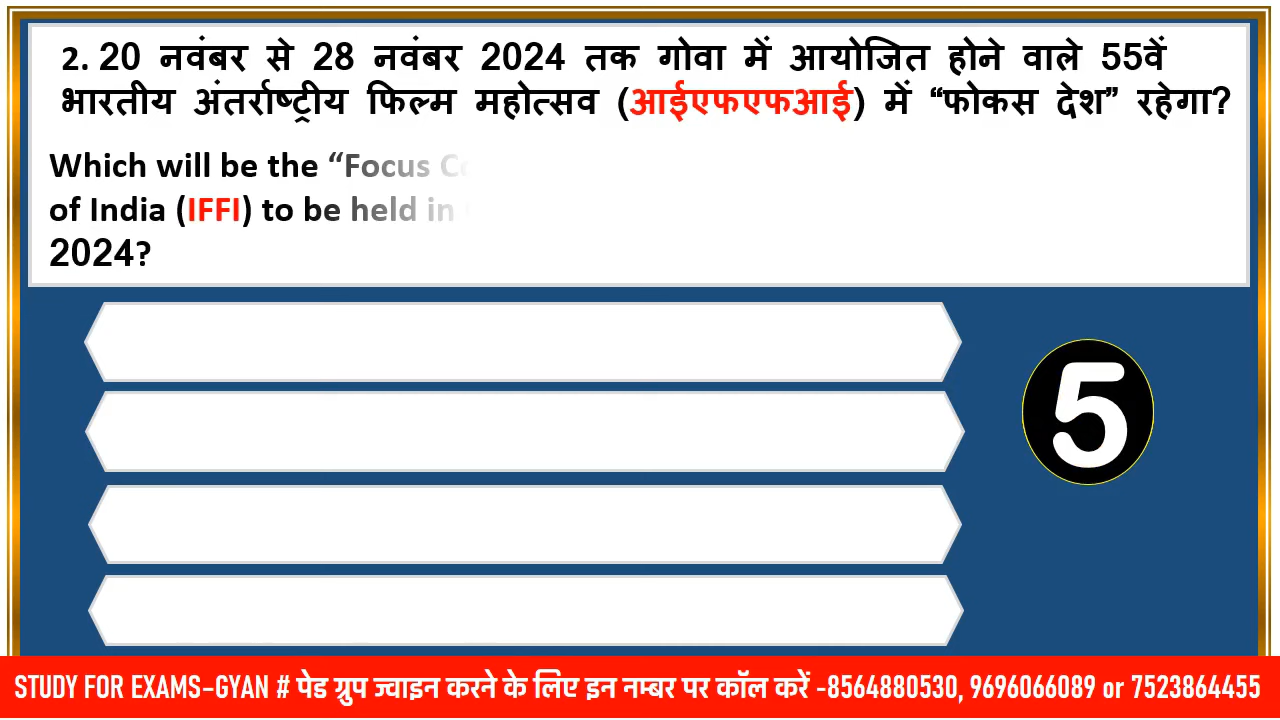 2. 20 नवंबर से 28 नवंबर 2024 तक गोवा में आयोजित होने वाले 55वें
भारतीय अंतर्राष्ट्रीय फिल्म महोत्सव (आईएफएफआई) में “फोकस देश” रहेगा?
Which will be the “Focus
of India (IFFI) to be held in
2024?
5
STUDY FOR EXAMS-GYAN # पेड ग्रुप ज्वाइन करने के लिए इन नम्बर पर कॉल करें -8564880530, 9696066089 or 7523864455